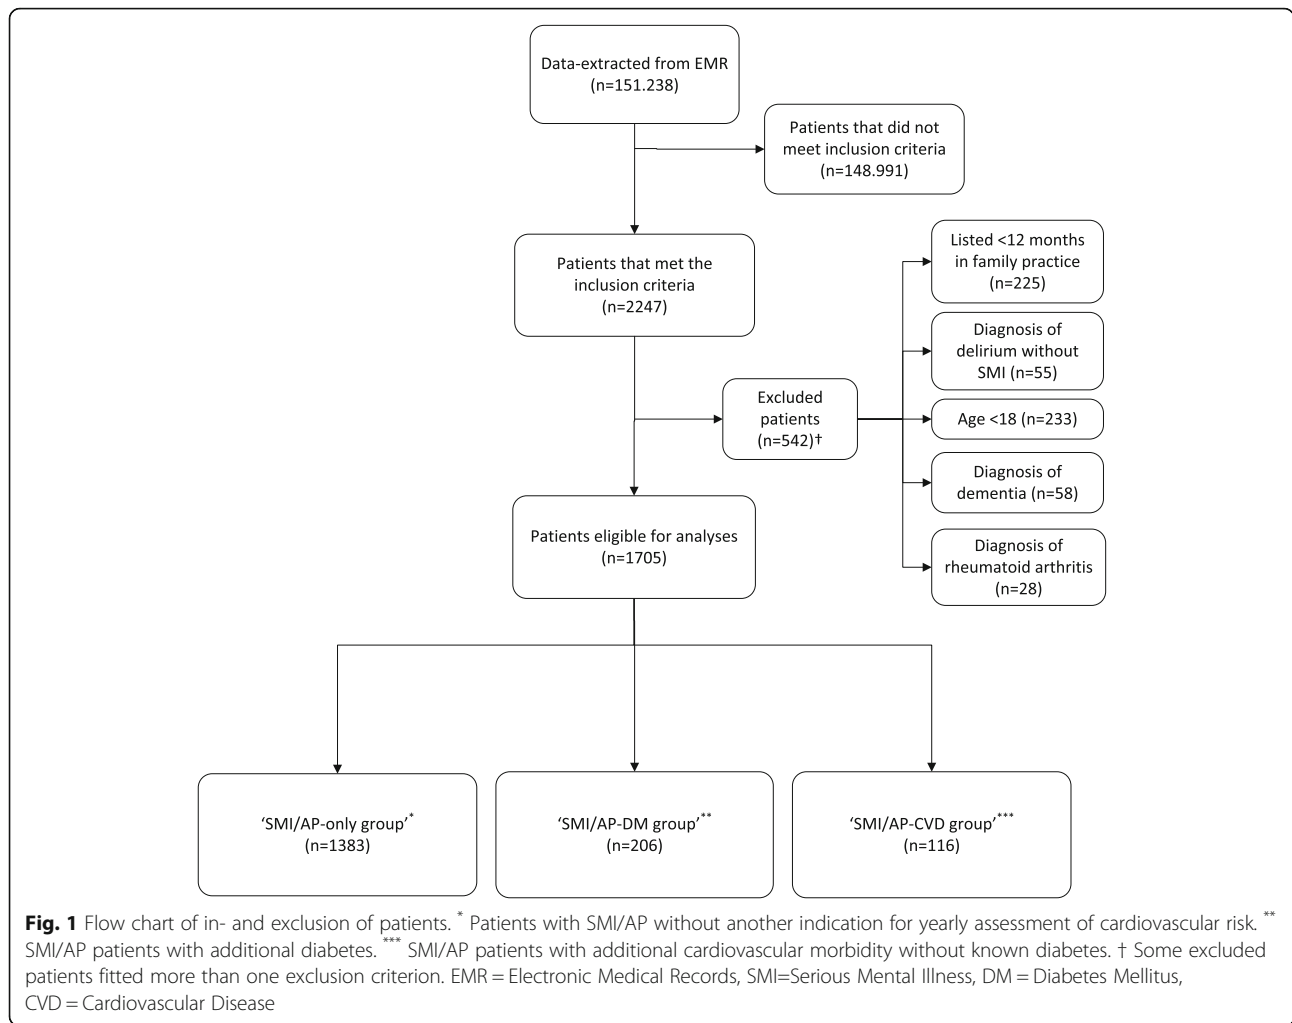 Data-extracted from EMR
(n=151.238)
Patients that did not
meet inclusion criteria
(n=148.991)
Patients that met the
inclusion criteria
(n=2247)
Listed <12 months
in family practice
(n=225)
Diagnosis of
delirium without
SMI (n=55)
Excluded
patients
(n=542)†
Age <18 (n=233)
Diagnosis of
dementia (n=58)
Diagnosis of
rheumatoid arthritis
(n=28)
Patients eligible for analyses
(n=1705)
‘SMI/AP-only group’*
(n=1383)
‘SMI/AP-DM group’**
(n=206)
‘SMI/AP-CVD group’***
(n=116)
Fig. 1 Flow chart of in- and exclusion of patients. * Patients with SMI/AP without another indication for yearly assessment of cardiovascular risk. **
SMI/AP patients with additional diabetes. *** SMI/AP patients with additional cardiovascular morbidity without known diabetes. † Some excluded
patients fitted more than one exclusion criterion. EMR = Electronic Medical Records, SMI=Serious Mental Illness, DM = Diabetes Mellitus,
CVD = Cardiovascular Disease